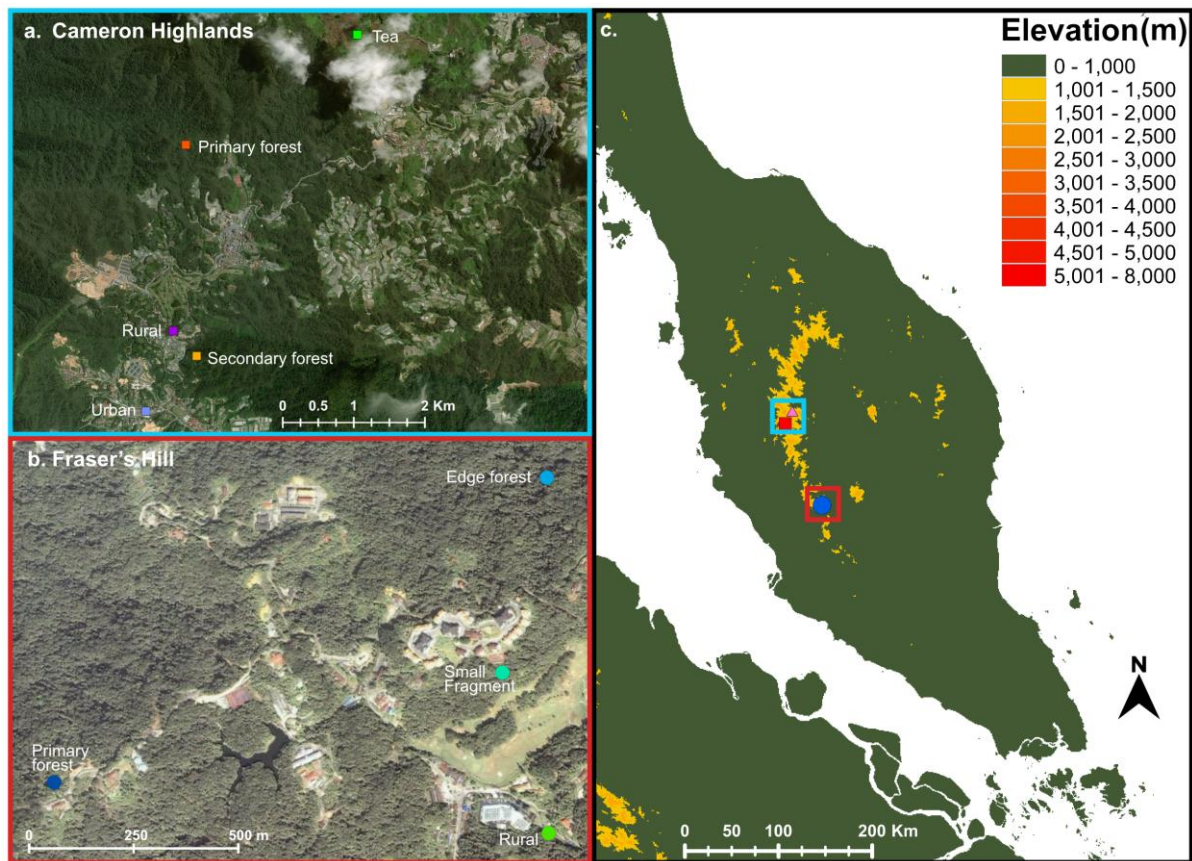 a. Cameron Highlands
Tea
Primary forest
Rural
Secondary forest
Urban
0 0.5 1 2 Km
b. Fraser's Hill
Edge forest
Small
Fragment
Primary
forest
Rural
0 250 500 m
c.
Elevation(m)
0 - 1,000
1,001 - 1,500
1,501 - 2,000
2,001 - 2,500
2,501 - 3,000
3,001 - 3,500
3,501 - 4,000
4,001 - 4,500
4,501 - 5,000
5,001 - 8,000
N
0 50 100 200 Km